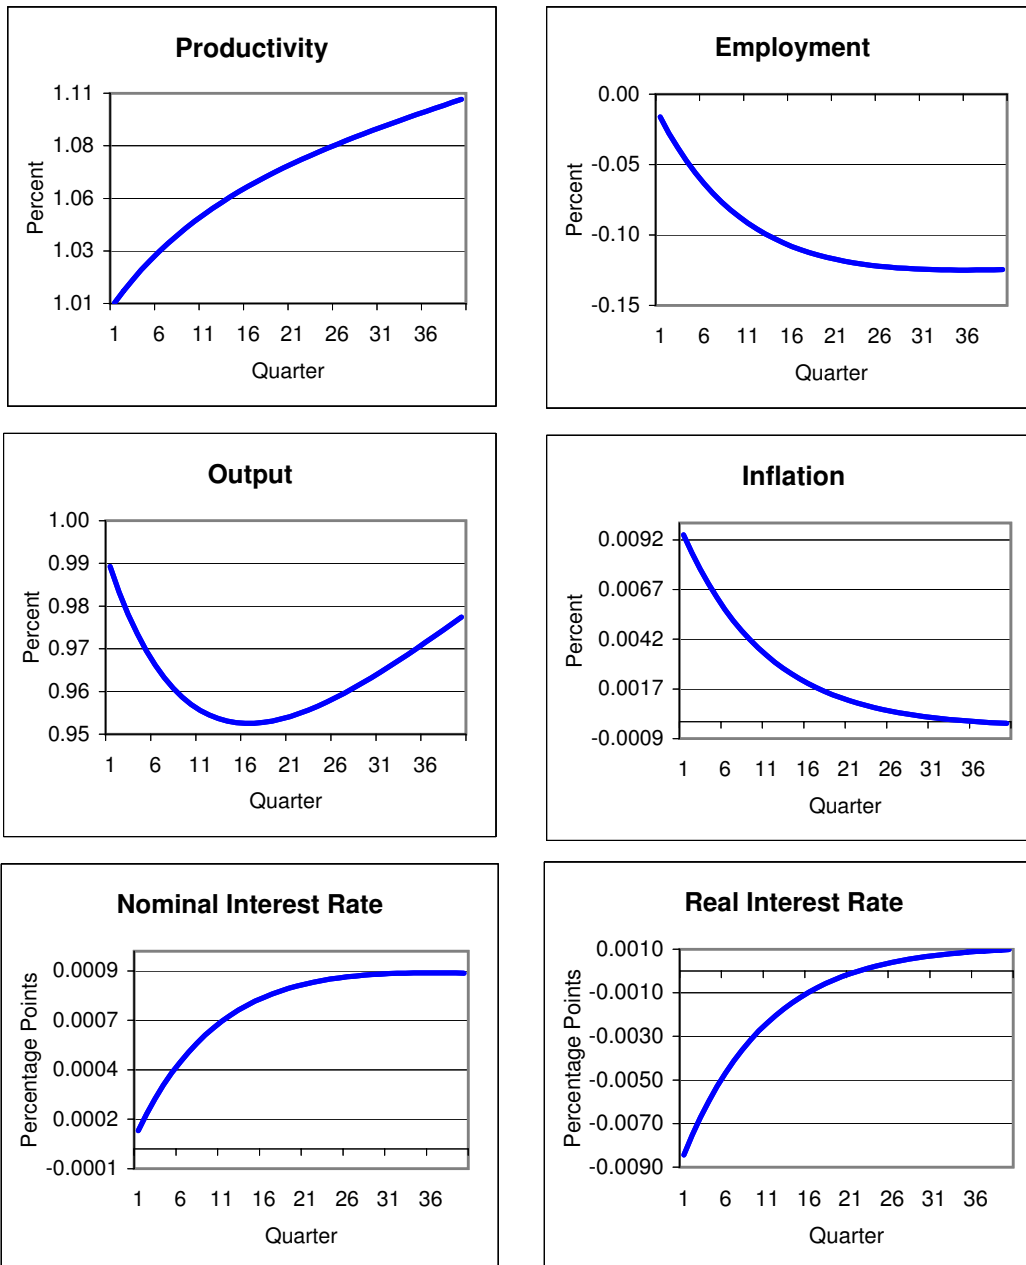 Productivity
1.11
1.08
1.06
1.03
1.01
Percent
1 6 11 16 21 26 31 36
Quarter
Employment
0.00
-0.05
-0.10
-0.15
Percent
1 6 11 16 21 26 31 36
Quarter
Output
1.00
0.99
0.98
0.97
0.96
0.95
Percent
1 6 11 16 21 26 31 36
Quarter
Inflation
0.0092
0.0067
0.0042
0.0017
-0.0009
Percent
1 6 11 16 21 26 31 36
Quarter
Nominal Interest Rate
0.0009
0.0007
0.0004
0.0002
-0.0001
Percentage Points
1 6 11 16 21 26 31 36
Quarter
Real Interest Rate
0.0010
-0.0010
-0.0030
-0.0050
-0.0070
-0.0090
Percentage Points
1 6 11 16 21 26 31 36
Quarter